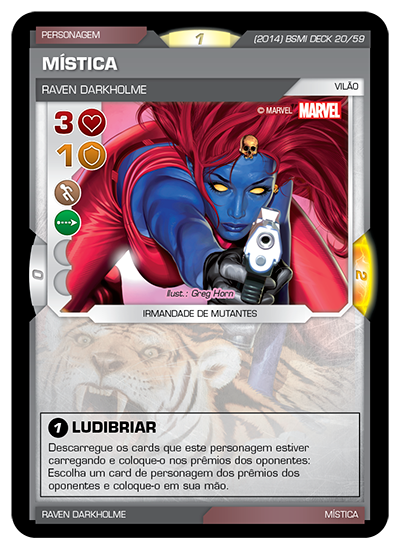 PERSONAGEM
1
(2014) BSMI DECK 20/59
MÍSTICA
RAVEN DARKHOLME
VILÃO
© MARVEL MARVEL
3
1
0
2
Ilust.: Greg Horn
IRMANDADE DE MUTANTES
1 LUDIBRIAR
Descarregue os cards que este personagem estiver
carregando e coloque-o nos prêmios dos oponentes:
Escolha um card de personagem dos prêmios dos
oponentes e coloque-o em sua mão.
RAVEN DARKHOLME
MÍSTICA